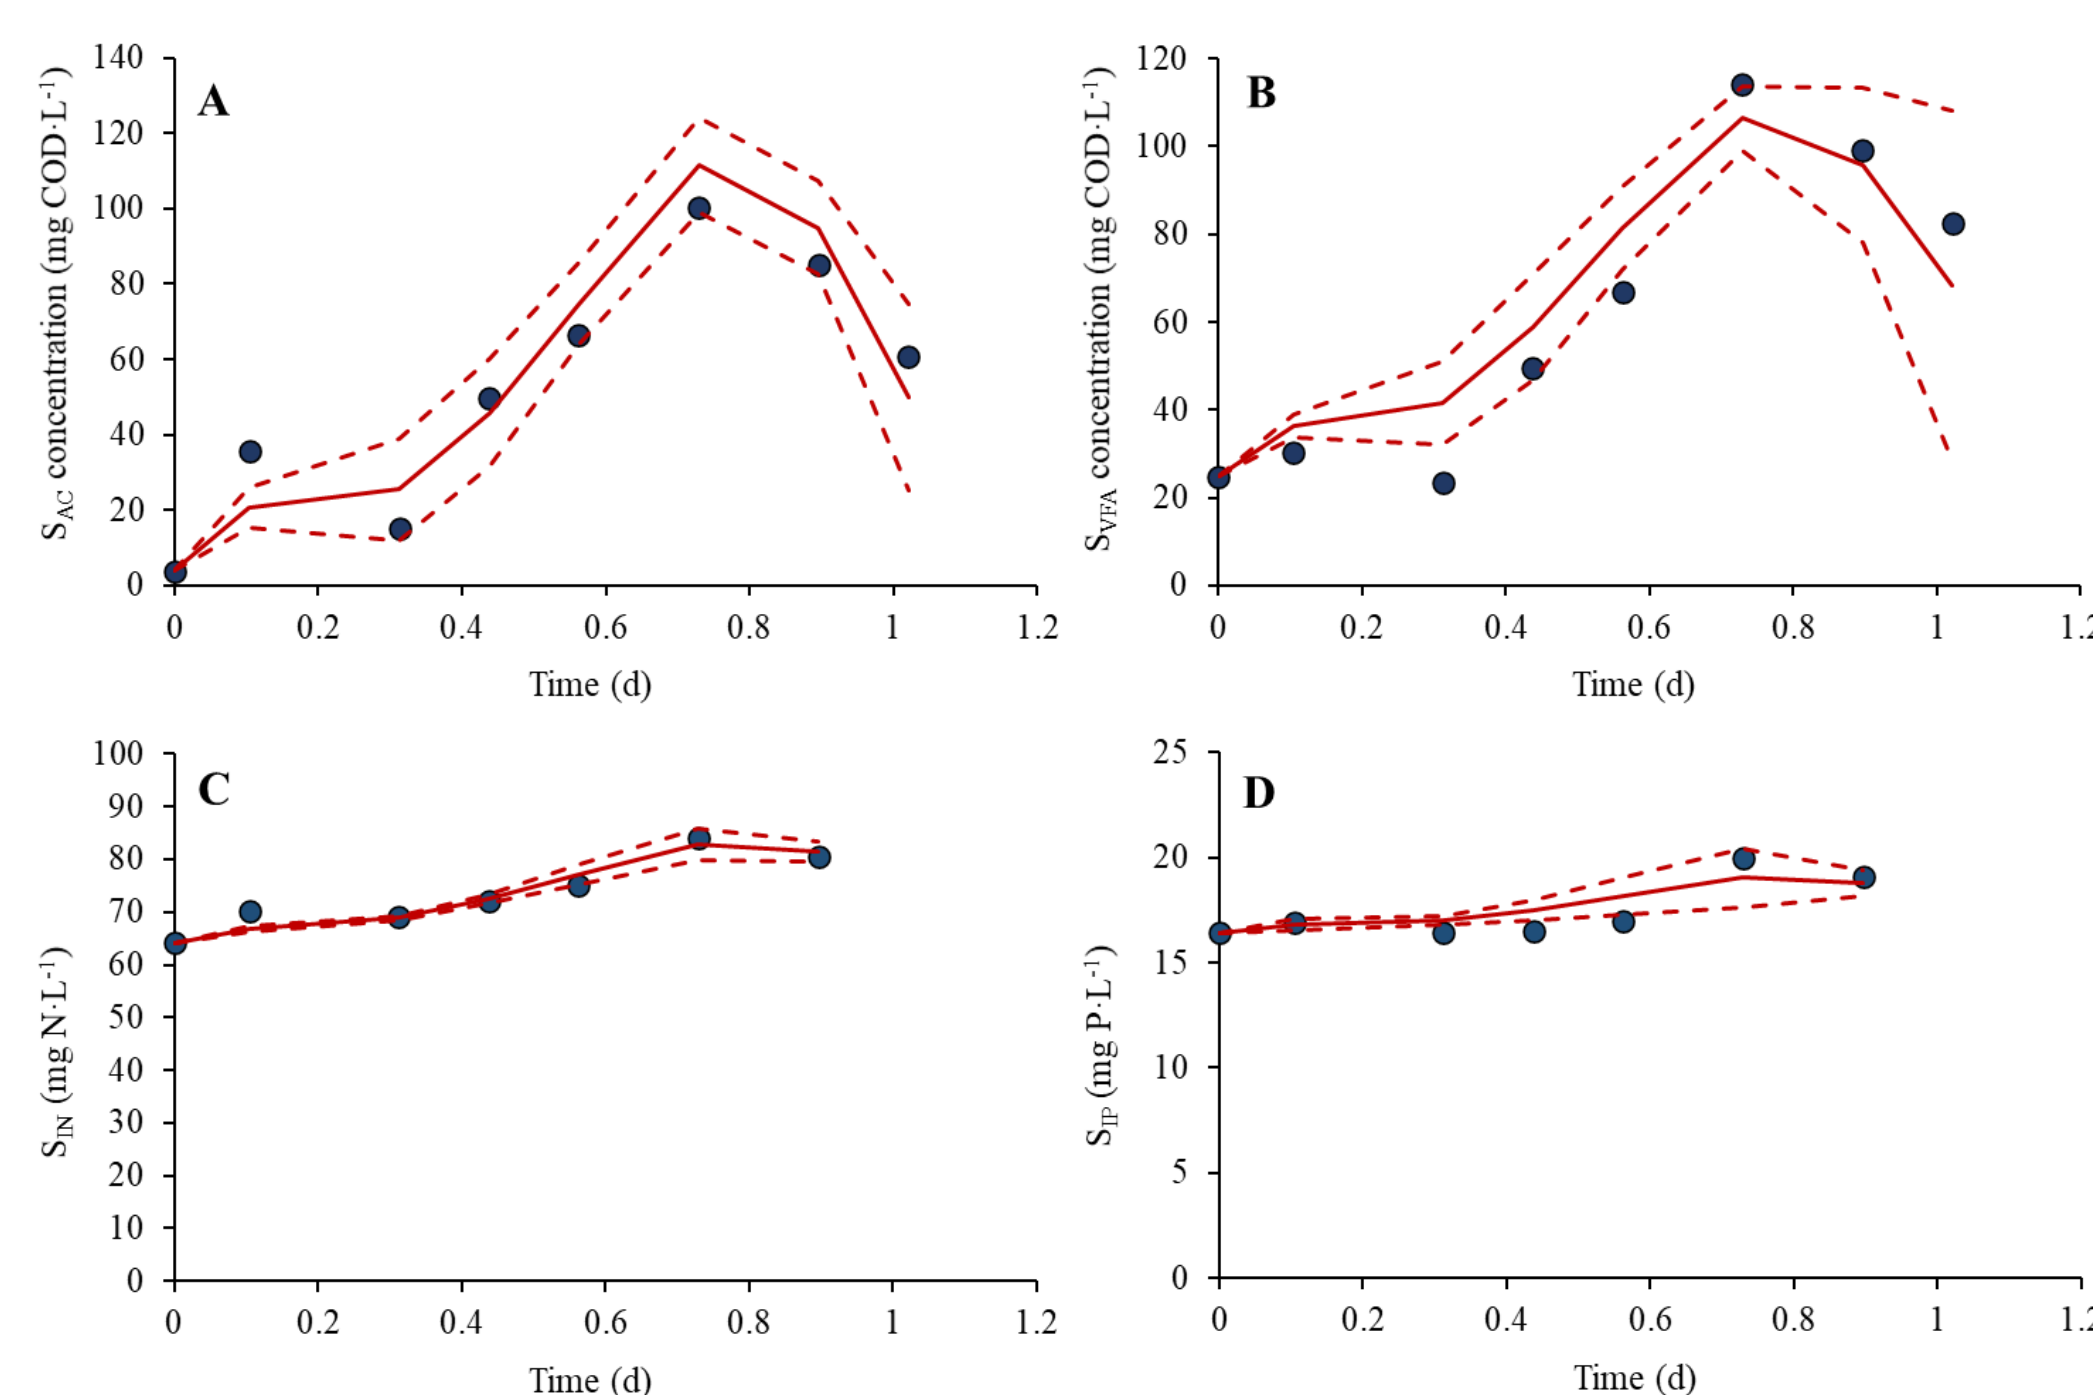 A
S_AC concentration (mg COD·L⁻¹)
140
120
100
80
60
40
20
0
0 0.2 0.4 0.6 0.8 1 1.2
Time (d)
B
S_VFA concentration (mg COD·L⁻¹)
120
100
80
60
40
20
0
0 0.2 0.4 0.6 0.8 1 1.2
Time (d)
C
S_IN (mg N·L⁻¹)
100
90
80
70
60
50
40
30
20
10
0
0 0.2 0.4 0.6 0.8 1 1.2
Time (d)
D
S_IP (mg P·L⁻¹)
25
20
15
10
5
0
0 0.2 0.4 0.6 0.8 1 1.2
Time (d)